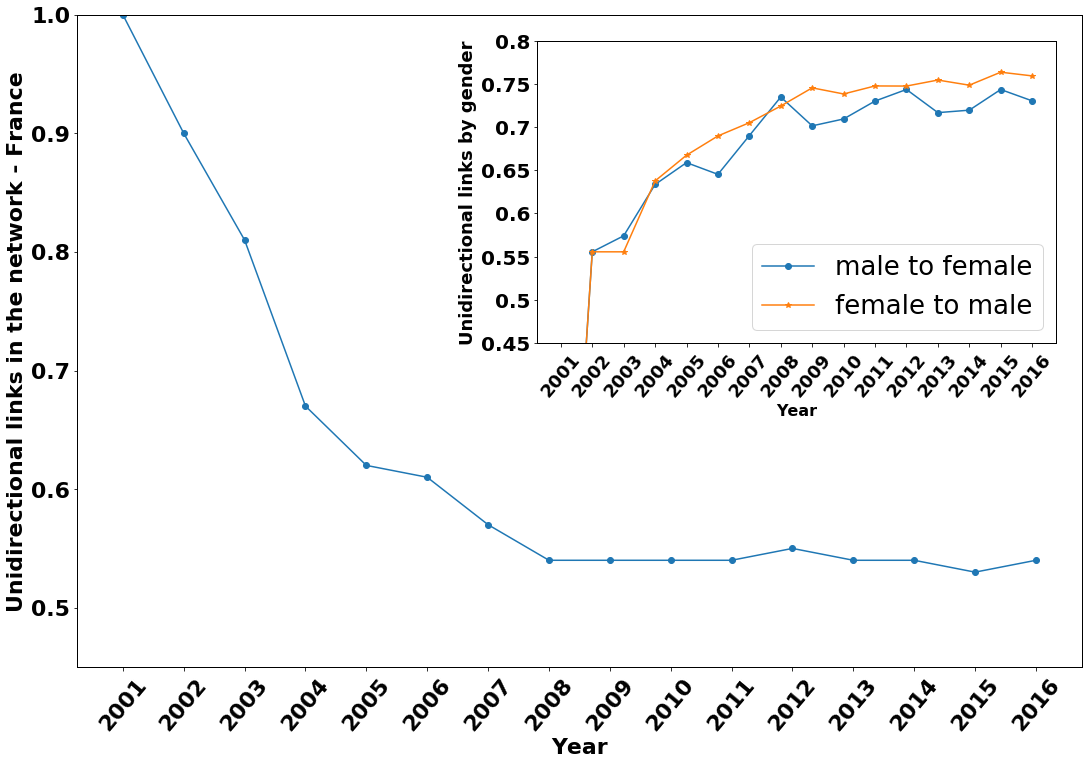 Unidirectional links in the network - France
1.0
0.9
0.8
0.7
0.6
0.5
2001 2002 2003 2004 2005 2006 2007 2008 2009 2010 2011 2012 2013 2014 2015 2016
Year
Unidirectional links by gender
0.8
0.75
0.7
0.65
0.6
0.55
0.5
0.45
male to female
female to male
2001 2002 2003 2004 2005 2006 2007 2008 2009 2010 2011 2012 2013 2014 2015 2016
Year